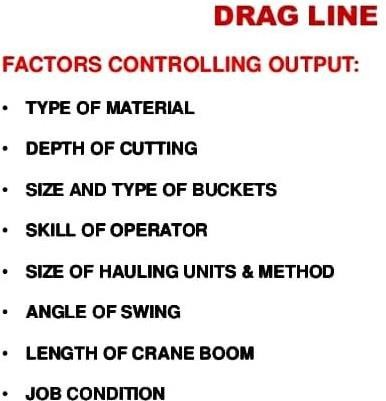 DRAG LINE
FACTORS CONTROLLING OUTPUT:
• TYPE OF MATERIAL
• DEPTH OF CUTTING
• SIZE AND TYPE OF BUCKETS
• SKILL OF OPERATOR
• SIZE OF HAULING UNITS & METHOD
• ANGLE OF SWING
• LENGTH OF CRANE BOOM
• JOB CONDITION